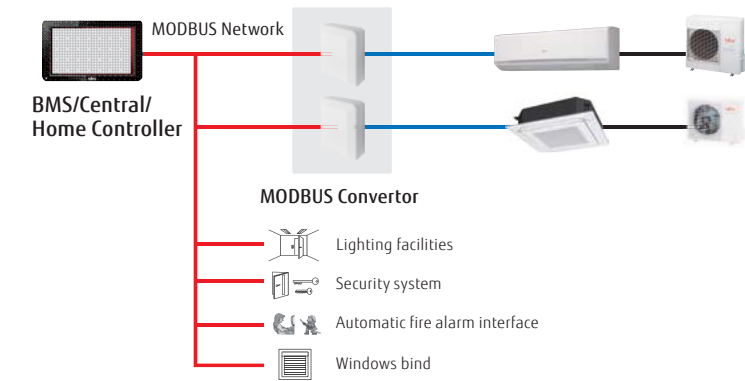 MODBUS Network
BMS/Central/
Home Controller
MODBUS Convertor
Lighting facilities
Security system
Automatic fire alarm interface
Windows bind